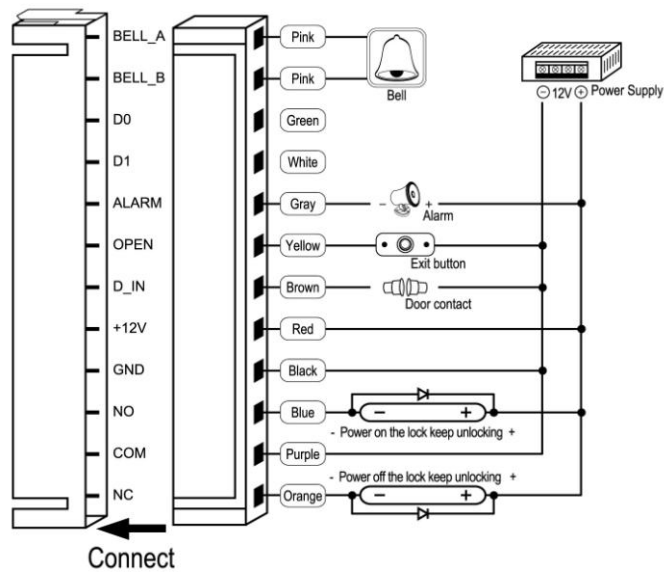 BELL_A Pink
BELL_B Pink
Bell
⊖ 12V ⊕ Power Supply
D0 Green
D1 White
ALARM Gray - +
Alarm
OPEN Yellow
Exit button
D_IN Brown
Door contact
+12V Red
GND Black
NO Blue - +
- Power on the lock keep unlocking +
COM Purple
- Power off the lock keep unlocking +
NC Orange - +
Connect